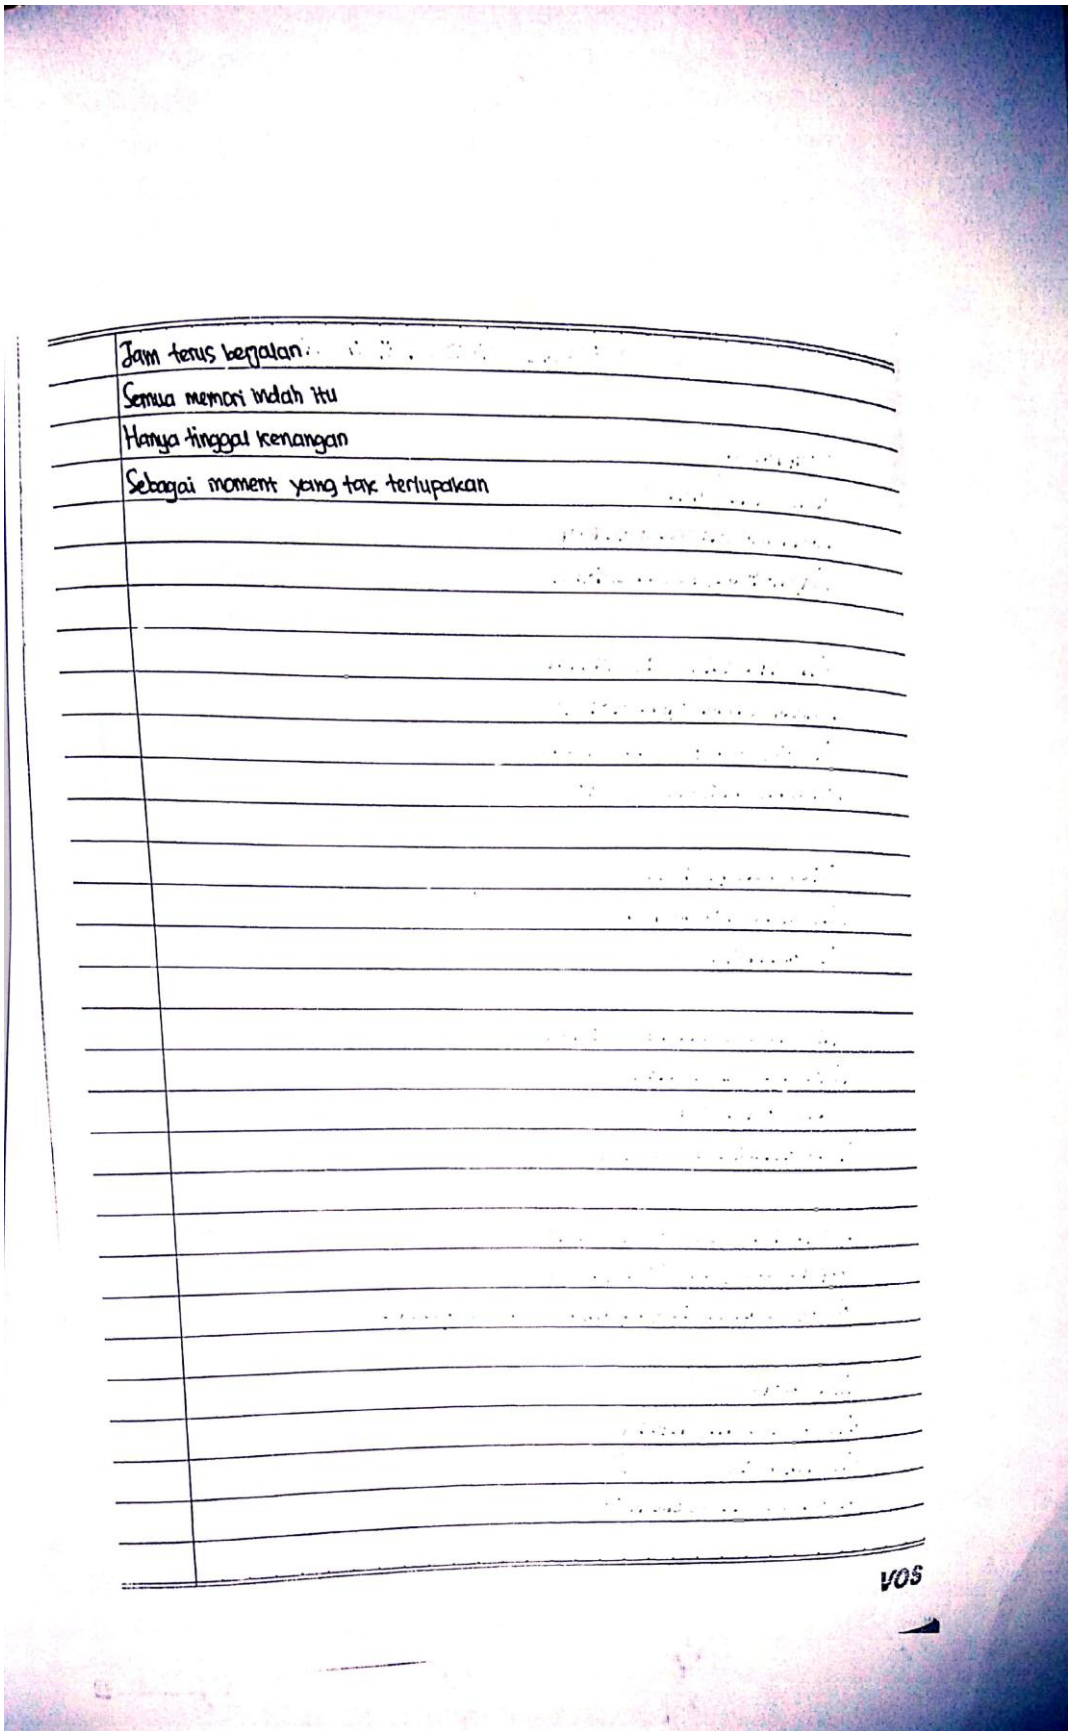 Jam terus berjalan.
Semua memori indah itu
Hanya tinggal kenangan
Sebagai moment yang tak terlupakan
VOS